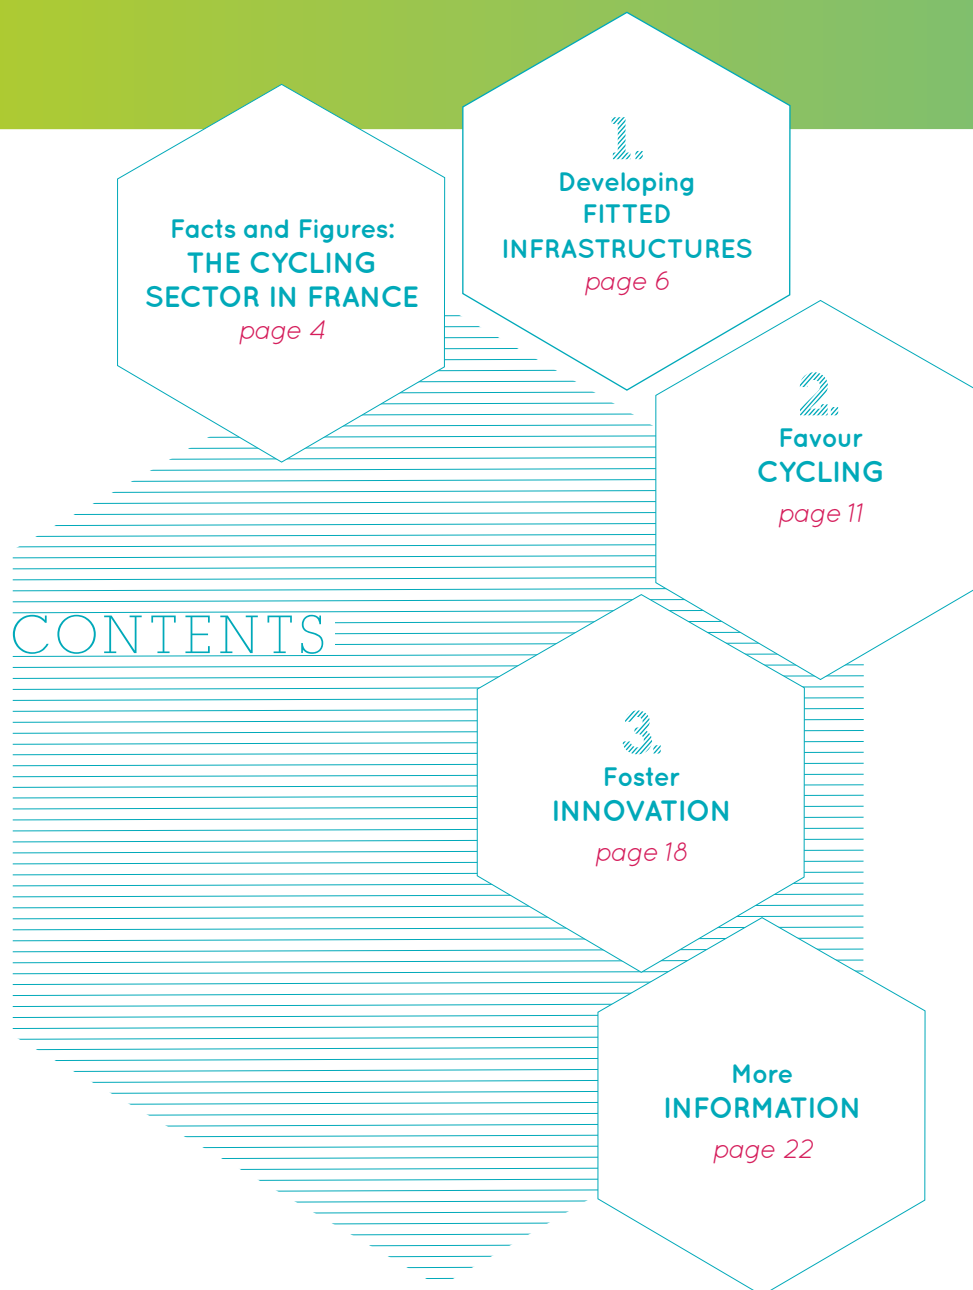 CONTENTS
Facts and Figures:
THE CYCLING
SECTOR IN FRANCE
page 4
1.
Developing
FITTED
INFRASTRUCTURES
page 6
2.
Favour
CYCLING
page 11
3.
Foster
INNOVATION
page 18
More
INFORMATION
page 22